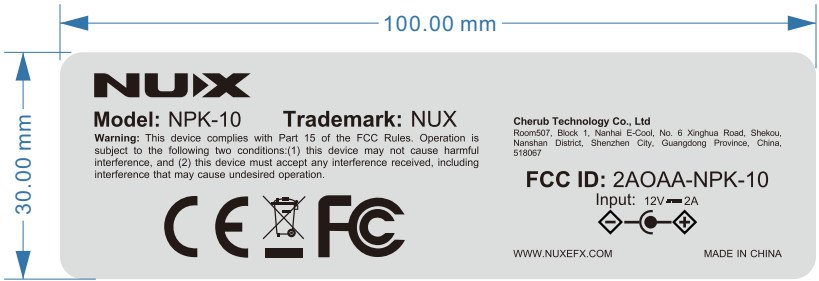 100.00 mm
30.00 mm
NUX
Model: NPK-10 Trademark: NUX
Warning: This device complies with Part 15 of the FCC Rules. Operation is
subject to the following two conditions:(1) this device may not cause harmful
interference, and (2) this device must accept any interference received, including
interference that may cause undesired operation.
CE FC
Cherub Technology Co., Ltd
Room507, Block 1, Nanhai E-Cool, No. 6 Xinghua Road, Shekou,
Nanshan District, Shenzhen City, Guangdong Province, China,
518067
FCC ID: 2AOAA-NPK-10
Input: 12V⎓2A
WWW.NUXEFX.COM MADE IN CHINA